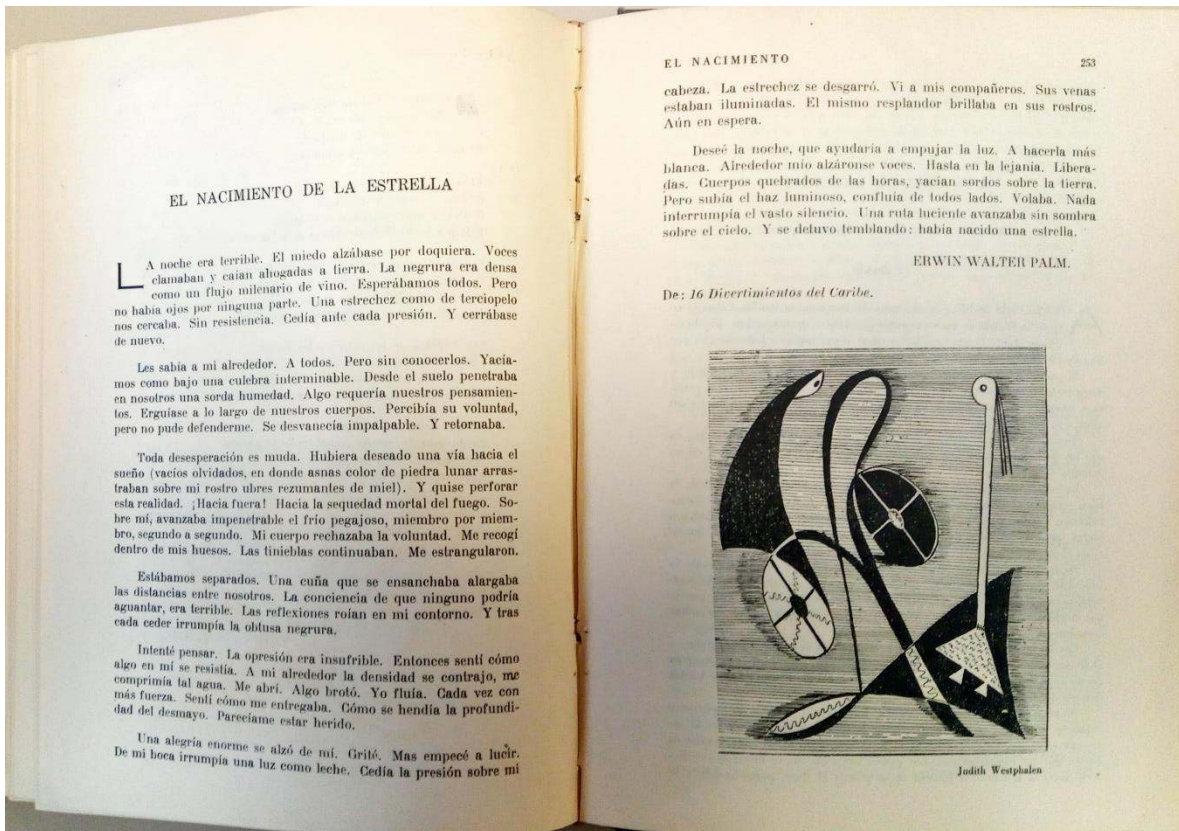 EL NACIMIENTO DE LA ESTRELLA
LA noche era terrible. El miedo alzábase por doquiera. Voces
clamaban y caían ahogadas a tierra. La negrura era densa
como un flujo milenario de vino. Esperábamos todos. Pero
no había ojos por ninguna parte. Una estrechez como de terciopelo
nos cercaba. Sin resistencia. Cedía ante cada presión. Y cerrábase
de nuevo.
Les sabía a mi alrededor. A todos. Pero sin conocerlos. Yacía-
mos como bajo una culebra interminable. Desde el suelo penetraba
en nosotros una sorda humedad. Algo requería nuestros pensamien-
tos. Erguíase a lo largo de nuestros cuerpos. Percibía su voluntad,
pero no pude defenderme. Se desvanecía impalpable. Y retornaba.
Toda desesperación es muda. Hubiera deseado una vía hacia el
sueño (vacíos olvidados, en donde asnas color de piedra lunar arras-
traban sobre mi rostro ubres rezumantes de miel). Y quise perforar
esta realidad. ¡Hacia fuera! Hacia la sequedad mortal del fuego. So-
bre mí, avanzaba impenetrable el frío pegajoso, miembro por miem-
bro, segundo a segundo. Mi cuerpo rechazaba la voluntad. Me recogí
dentro de mis huesos. Las tinieblas continuaban. Me estrangularon.
Estábamos separados. Una cuña que se ensanchaba alargaba
las distancias entre nosotros. La conciencia de que ninguno podría
aguantar, era terrible. Las reflexiones roían en mi contorno. Y tras
cada ceder irrumpía la obtusa negrura.
Intenté pensar. La opresión era insufrible. Entonces sentí cómo
algo en mí se resistía. A mi alrededor la densidad se contrajo, me
comprimía tal agua. Me abrí. Algo brotó. Yo fluía. Cada vez con
más fuerza. Sentí cómo me entregaba. Cómo se hendía la profundi-
dad del desmayo. Parecíame estar herido.
Una alegría enorme se alzó de mí. Grité. Mas empecé a lucir.
De mi boca irrumpía una luz como leche. Cedía la presión sobre mi
EL NACIMIENTO 253
cabeza. La estrechez se desgarró. Vi a mis compañeros. Sus venas
estaban iluminadas. El mismo resplandor brillaba en sus rostros.
Aún en espera.
Deseé la noche, que ayudaría a empujar la luz. A hacerla más
blanca. Alrededor mío alzáronse voces. Hasta en la lejanía. Libera-
das. Cuerpos quebrados de las horas, yacían sordos sobre la tierra.
Pero subía el haz luminoso, confluía de todos lados. Volaba. Nada
interrumpía el vasto silencio. Una ruta luciente avanzaba sin sombra
sobre el cielo. Y se detuvo temblando: había nacido una estrella.
ERWIN WALTER PALM.
De: 16 Divertimientos del Caribe.
Judith Westphalen